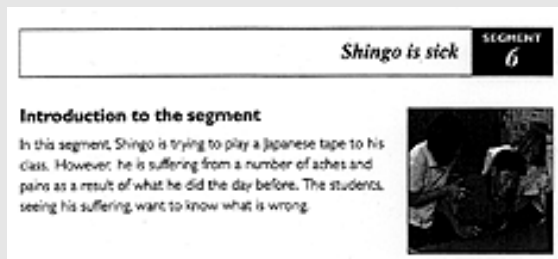 Shingo is sick
SEGMENT
6
Introduction to the segment
In this segment, Shingo is trying to play a Japanese tape to his
class. However, he is suffering from a number of aches and
pains as a result of what he did the day before. The students,
seeing his suffering, want to know what is wrong.